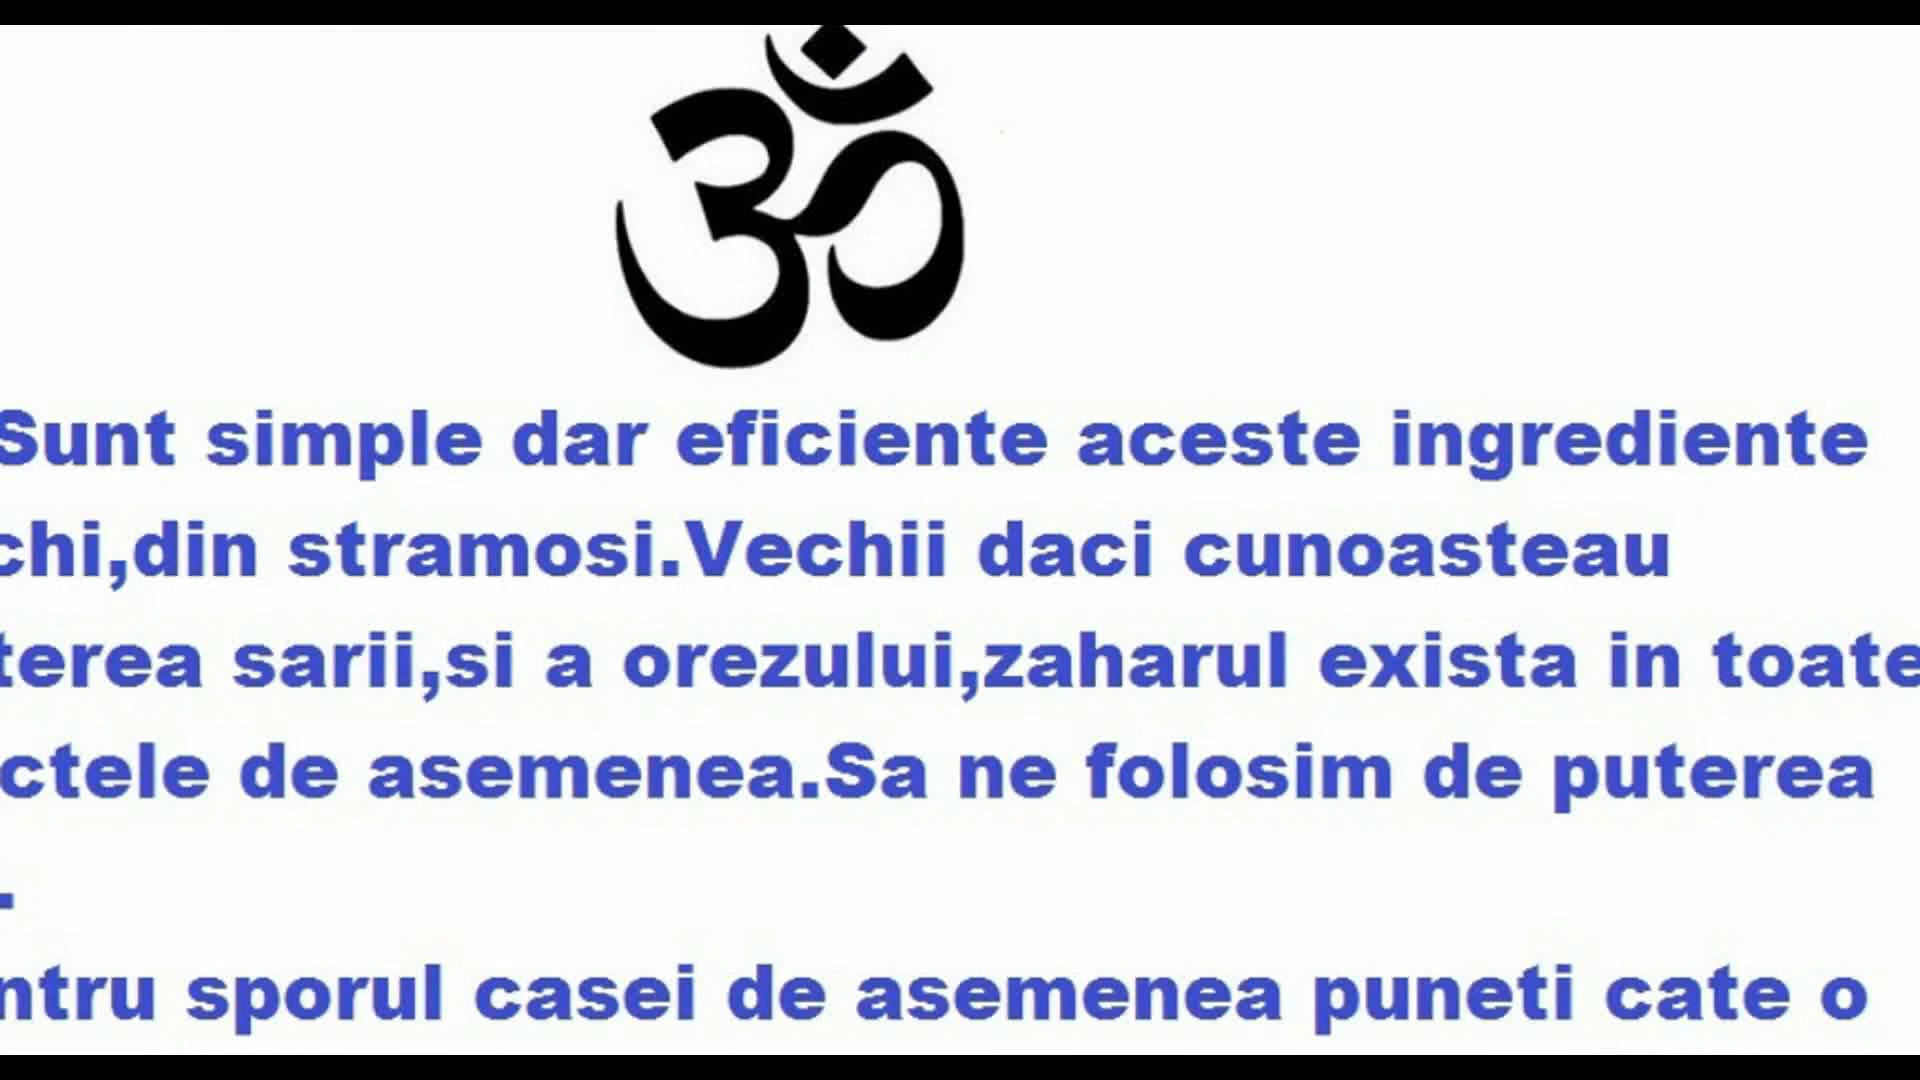 ॐ
Sunt simple dar eficiente aceste ingrediente
chi,din stramosi.Vechii daci cunoasteau
terea sarii,si a orezului,zaharul exista in toate
ctele de asemenea.Sa ne folosim de puterea
.
ntru sporul casei de asemenea puneti cate o